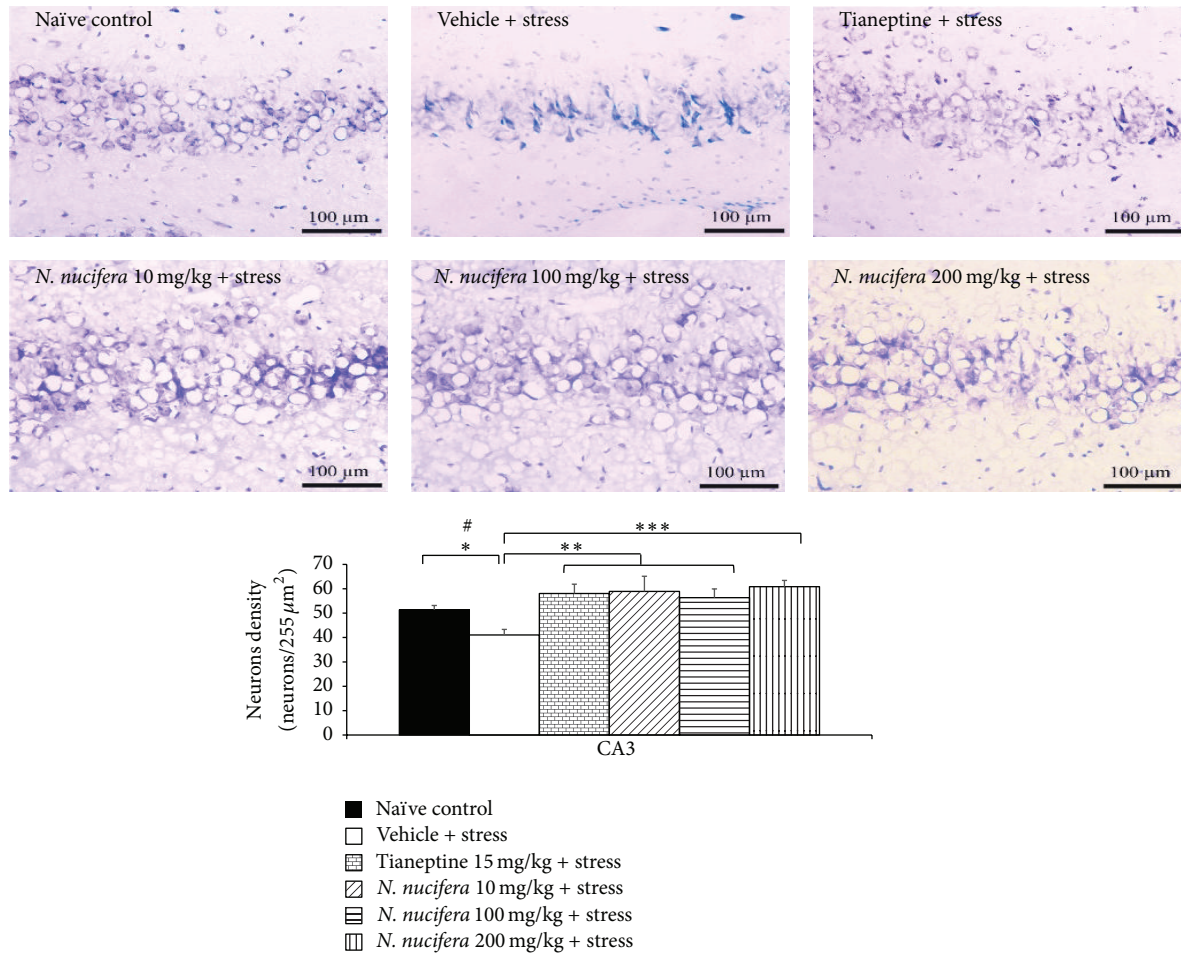 Naïve control
Vehicle + stress
Tianeptine + stress
100 μm
100 μm
100 μm
N. nucifera 10 mg/kg + stress
N. nucifera 100 mg/kg + stress
N. nucifera 200 mg/kg + stress
100 μm
100 μm
100 μm
#
*
**
***
Neurons density
(neurons/255 μm²)
70
60
50
40
30
20
10
0
CA3
Naïve control
Vehicle + stress
Tianeptine 15 mg/kg + stress
N. nucifera 10 mg/kg + stress
N. nucifera 100 mg/kg + stress
N. nucifera 200 mg/kg + stress